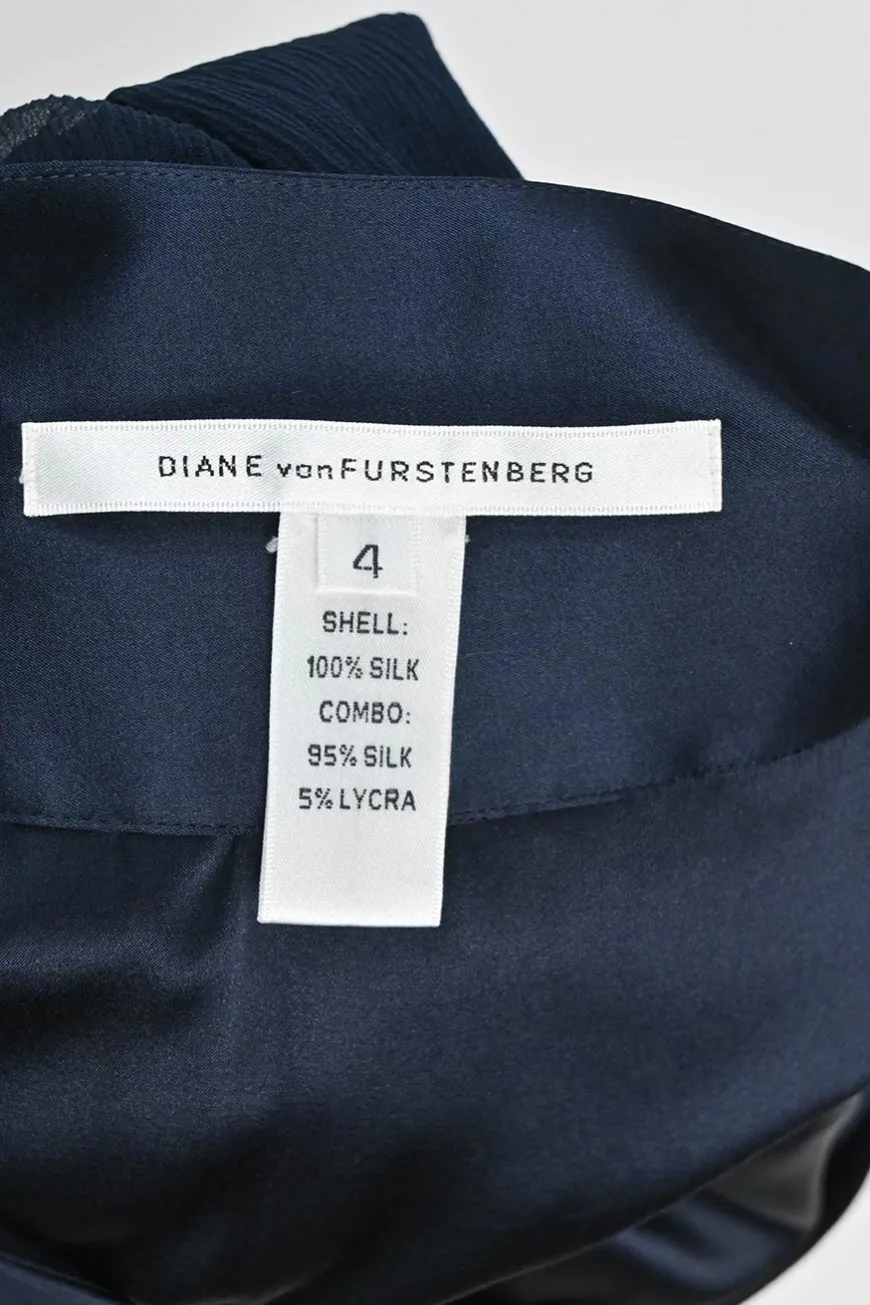 DIANE vonFURSTENBERG
4
SHELL:
100% SILK
COMBO:
95% SILK
5% LYCRA